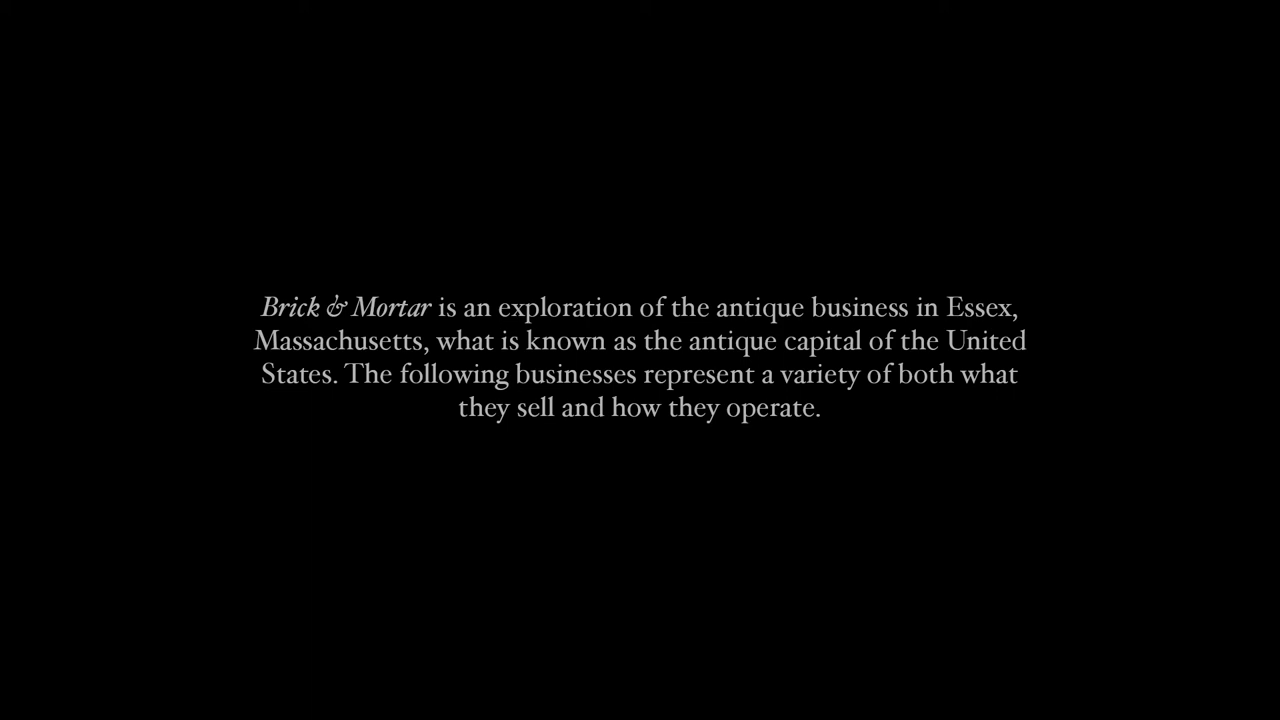 Brick & Mortar is an exploration of the antique business in Essex,
Massachusetts, what is known as the antique capital of the United
States. The following businesses represent a variety of both what
they sell and how they operate.